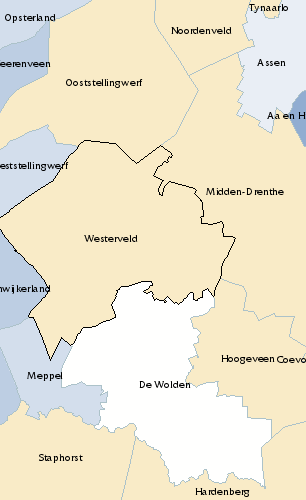 Tynaarlo
Opsterland
Noordenveld
eerenveen
Assen
Ooststellingwerf
Aa en H
eststellingwerf
Midden-Drenthe
Westerveld
nwijkerland
Hoogeveen
Coevo
Meppel
De Wolden
Staphorst
Hardenberg